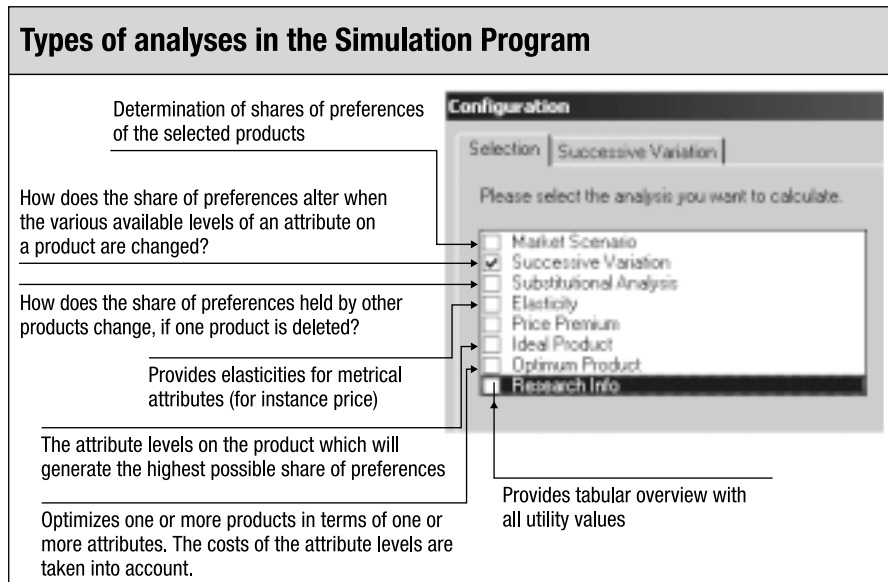 Types of analyses in the Simulation Program
Determination of shares of preferences
of the selected products
How does the share of preferences alter when
the various available levels of an attribute on
a product are changed?
How does the share of preferences held by other
products change, if one product is deleted?
Provides elasticities for metrical
attributes (for instance price)
The attribute levels on the product which will
generate the highest possible share of preferences
Optimizes one or more products in terms of one or
more attributes. The costs of the attribute levels are
taken into account.
Configuration
Selection
Successive Variation
Please select the analysis you want to calculate.
Market Scenario
Successive Variation
Substitutional Analysis
Elasticity
Price Premium
Ideal Product
Optimum Product
Research Info
Provides tabular overview with
all utility values